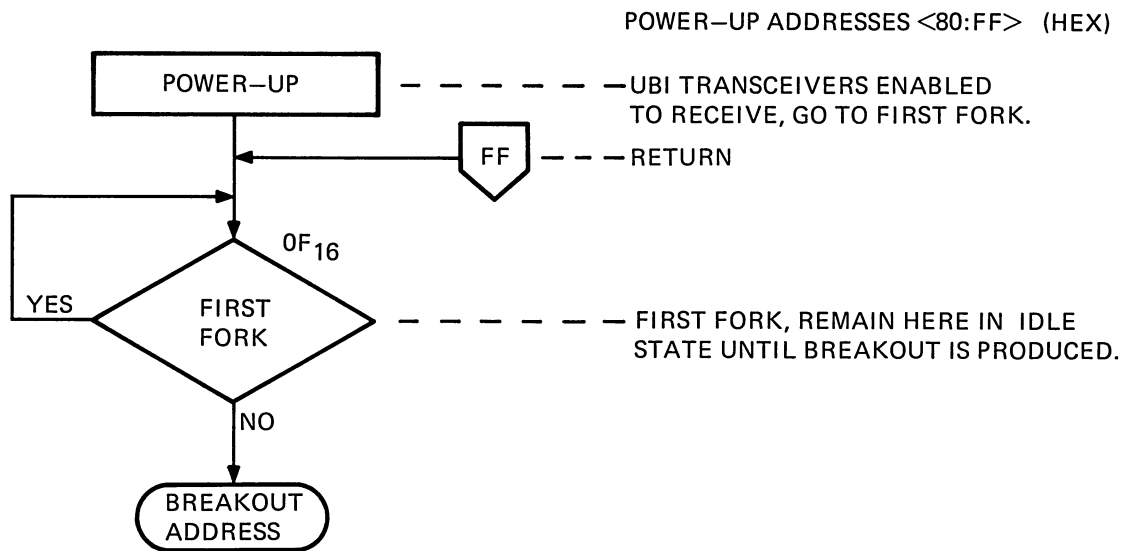 POWER–UP ADDRESSES <80:FF> (HEX)
POWER–UP
UBI TRANSCEIVERS ENABLED
TO RECEIVE, GO TO FIRST FORK.
FF
RETURN
0F16
YES
FIRST
FORK
FIRST FORK, REMAIN HERE IN IDLE
STATE UNTIL BREAKOUT IS PRODUCED.
NO
BREAKOUT
ADDRESS